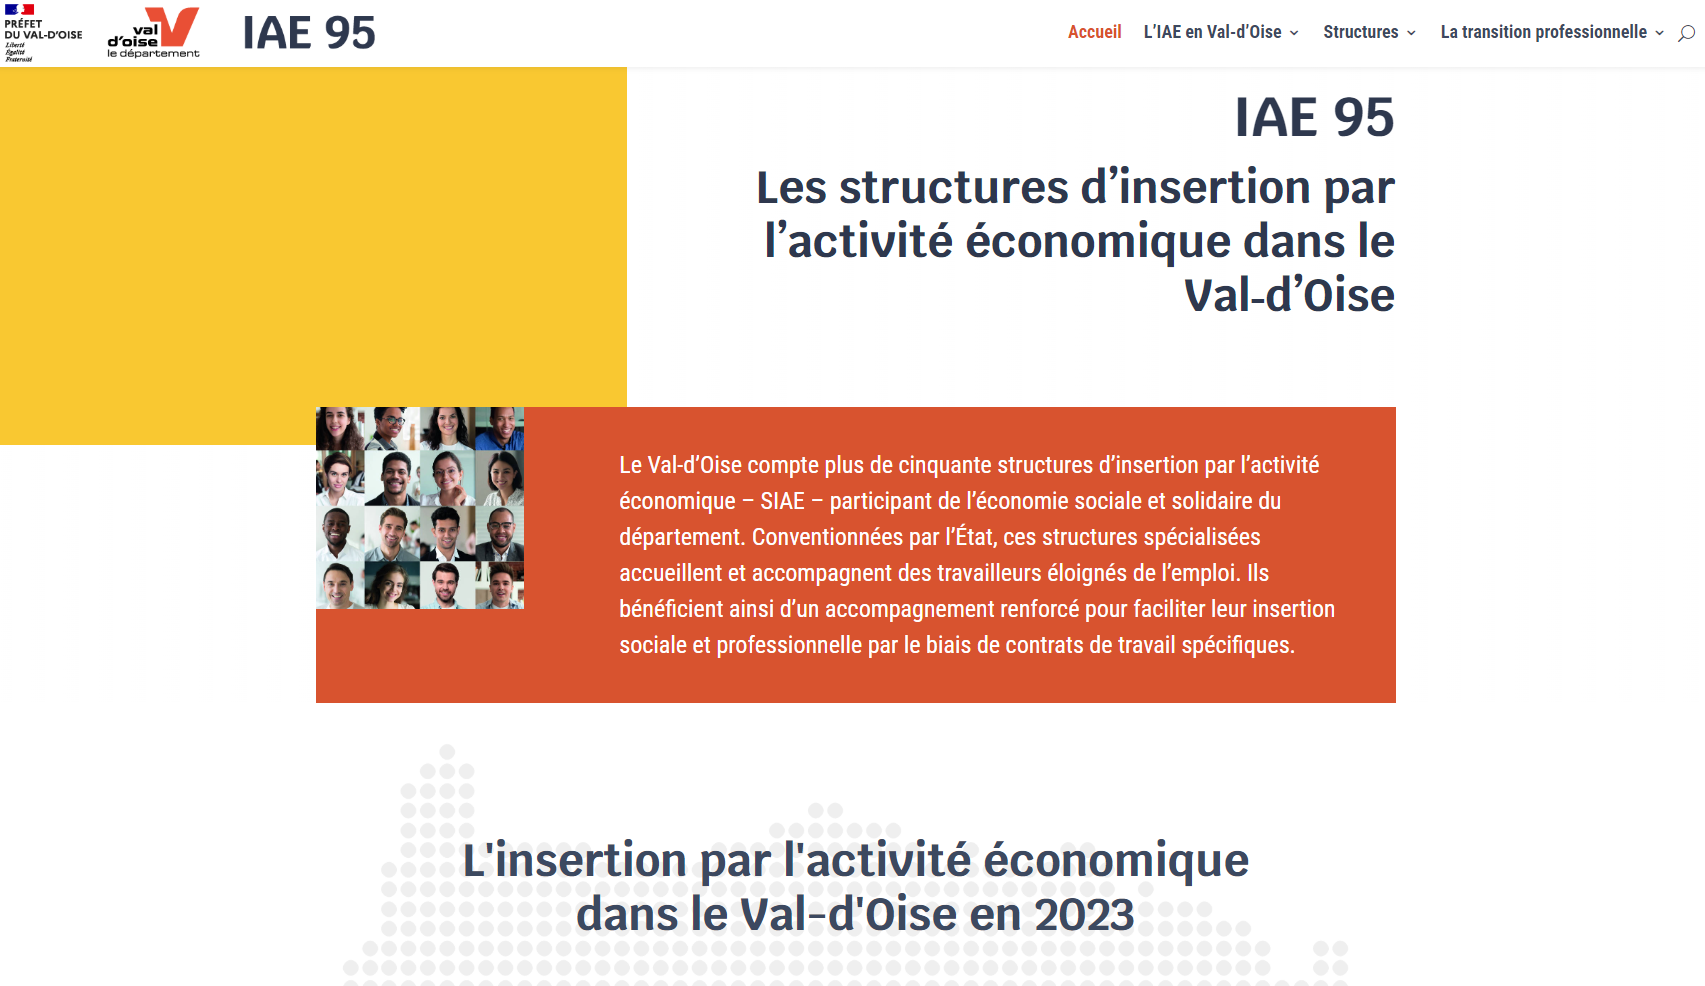 PRÉFET
DU VAL-D'OISE
Liberté
Égalité
Fraternité
val
d'oise
le département
IAE 95
Accueil
L’IAE en Val-d’Oise
Structures
La transition professionnelle
IAE 95
Les structures d’insertion par
l’activité économique dans le
Val-d’Oise
Le Val-d’Oise compte plus de cinquante structures d’insertion par l’activité
économique – SIAE – participant de l’économie sociale et solidaire du
département. Conventionnées par l’État, ces structures spécialisées
accueillent et accompagnent des travailleurs éloignés de l’emploi. Ils
bénéficient ainsi d’un accompagnement renforcé pour faciliter leur insertion
sociale et professionnelle par le biais de contrats de travail spécifiques.
L'insertion par l'activité économique
dans le Val-d'Oise en 2023